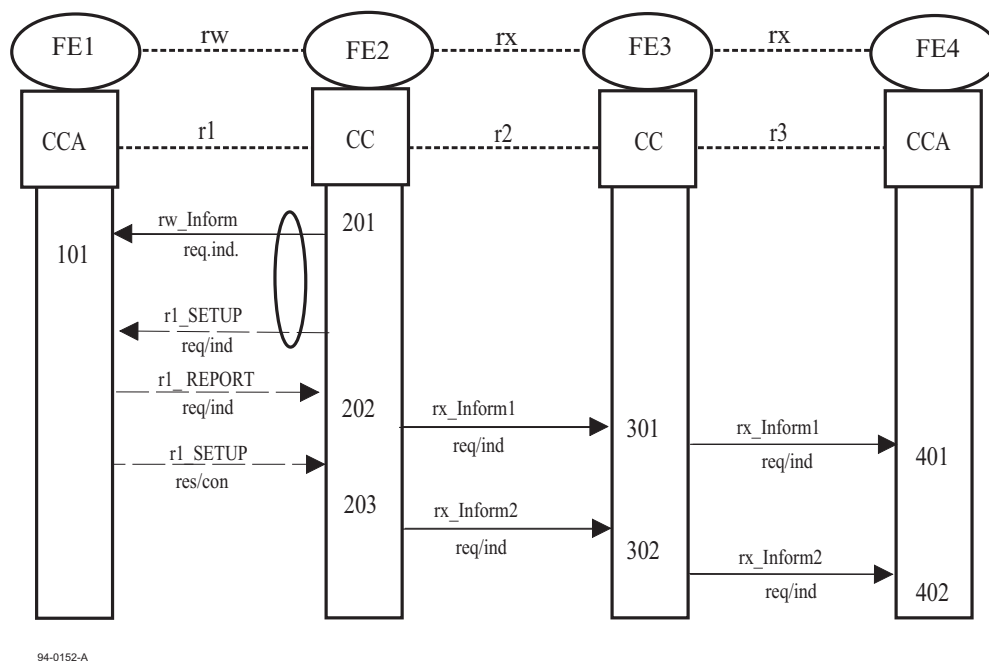 FE1 rw FE2 rx FE3 rx FE4
CCA r1 CC r2 CC r3 CCA
rw_Inform
201
req.ind.
101
r1_SETUP
req/ind
r1_REPORT
req/ind
202
rx_Inform1
req/ind
301
rx_Inform1
req/ind
401
r1_SETUP
res/con
203
rx_Inform2
req/ind
302
rx_Inform2
req/ind
402
94-0152-A